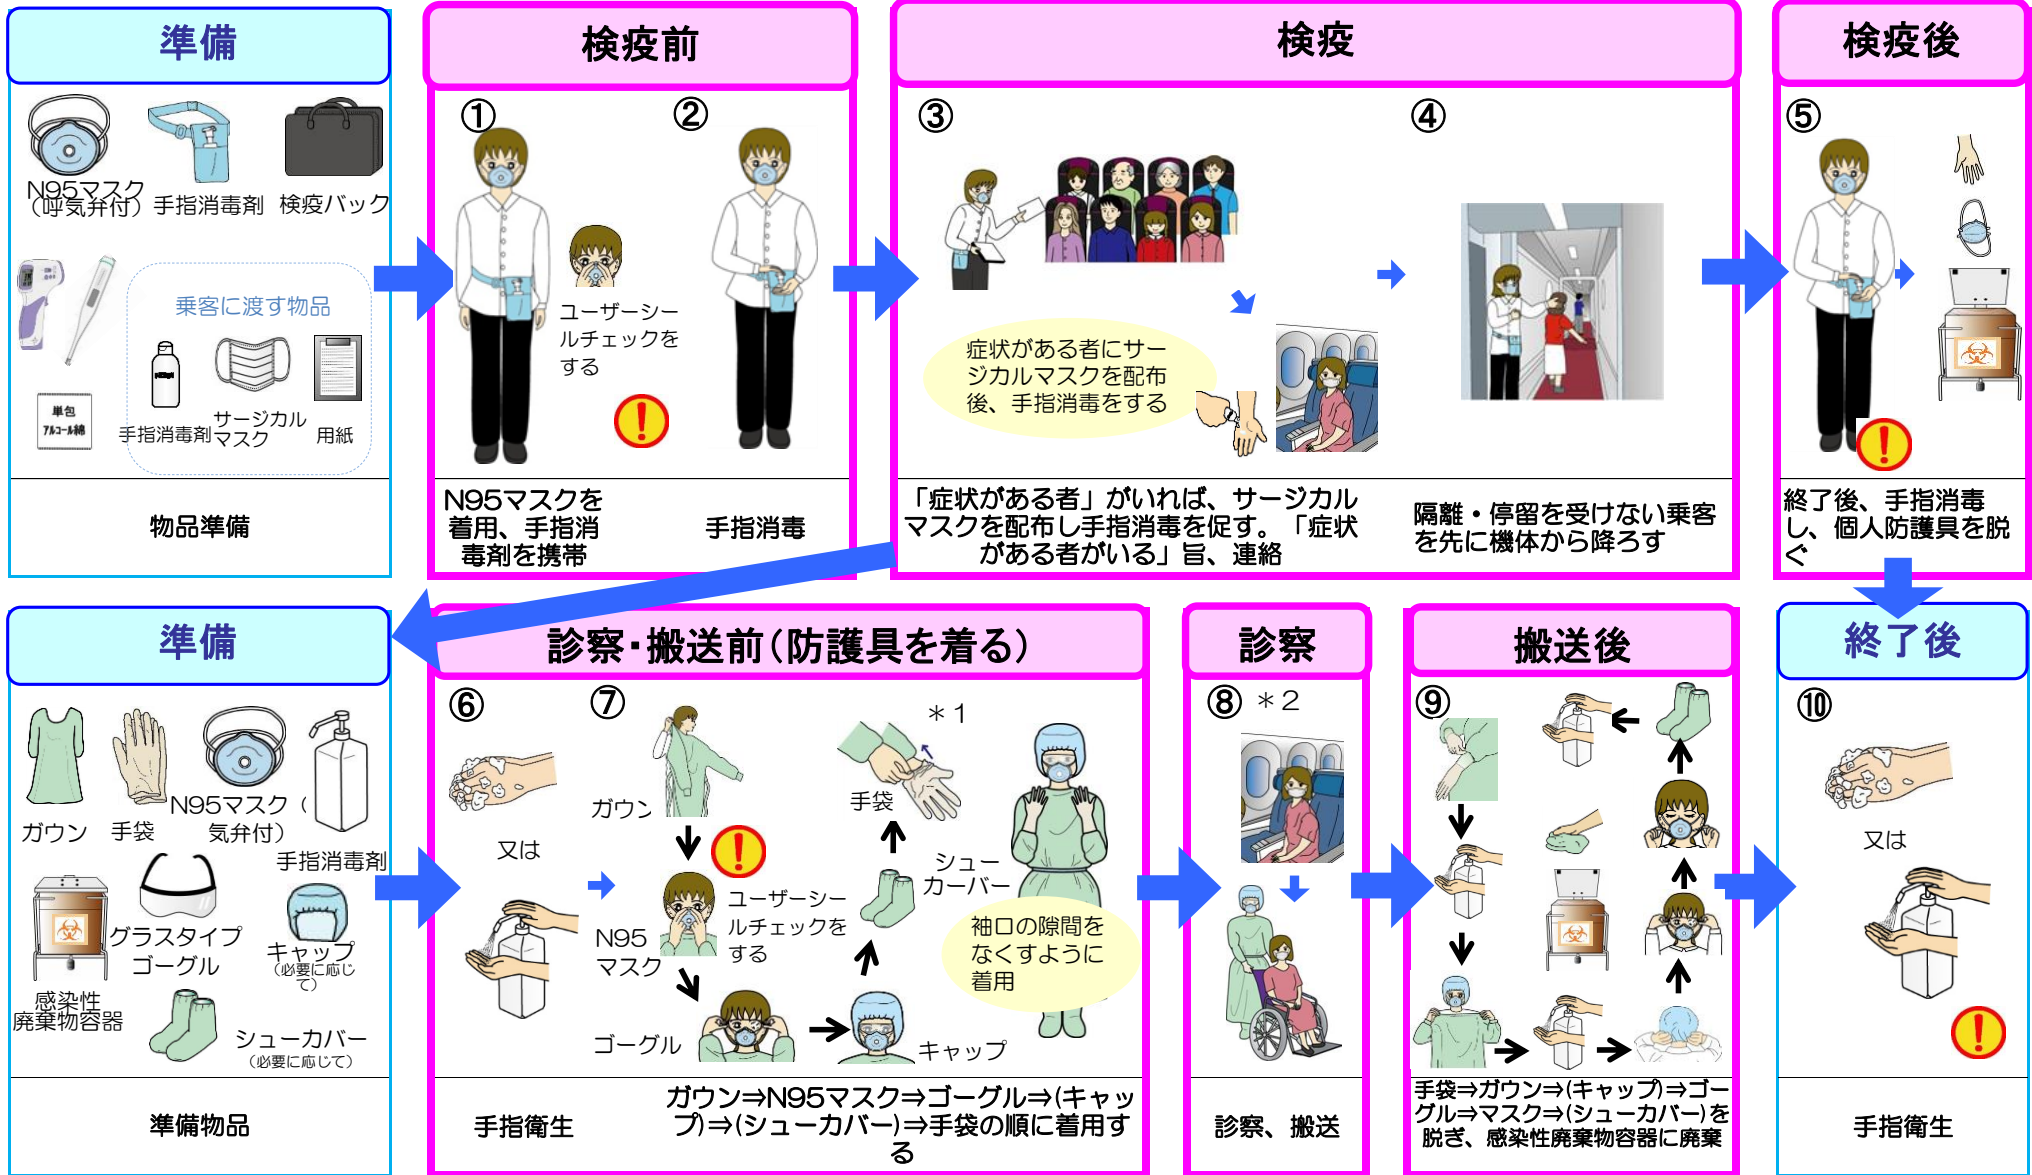 準備
N95マスク
（呼気弁付）
手指消毒剤
検疫バック
乗客に渡す物品
単包
アルコール綿
手指消毒剤
サージカル
マスク
用紙
物品準備
検疫前
①
②
ユーザーシー
ルチェックを
する
N95マスクを
着用、手指消
毒剤を携帯
手指消毒
検疫
③
④
症状がある者にサー
ジカルマスクを配布
後、手指消毒をする
「症状がある者」がいれば、サージカル
マスクを配布し手指消毒を促す。「症状
がある者がいる」旨、連絡
隔離・停留を受けない乗客
を先に機体から降ろす
検疫後
⑤
終了後、手指消毒
し、個人防護具を脱
ぐ
準備
ガウン
手袋
N95マスク（
気弁付）
手指消毒剤
グラスタイプ
ゴーグル
キャップ
（必要に応じ
て）
感染性
廃棄物容器
シューカバー
（必要に応じて）
準備物品
診察・搬送前（防護具を着る）
⑥
⑦
又は
手指衛生
ガウン
ユーザーシー
ルチェックを
する
N95
マスク
ゴーグル
キャップ
シュー
カーバー
手袋
＊１
袖口の隙間を
なくすように
着用
ガウン⇒N95マスク⇒ゴーグル⇒(キャッ
プ)⇒(シューカバー)⇒手袋の順に着用す
る
診察
⑧ ＊２
診察、搬送
搬送後
⑨
手袋⇒ガウン⇒(キャップ)⇒ゴー
グル⇒マスク⇒(シューカバー)を
脱ぎ、感染性廃棄物容器に廃棄
終了後
⑩
又は
手指衛生